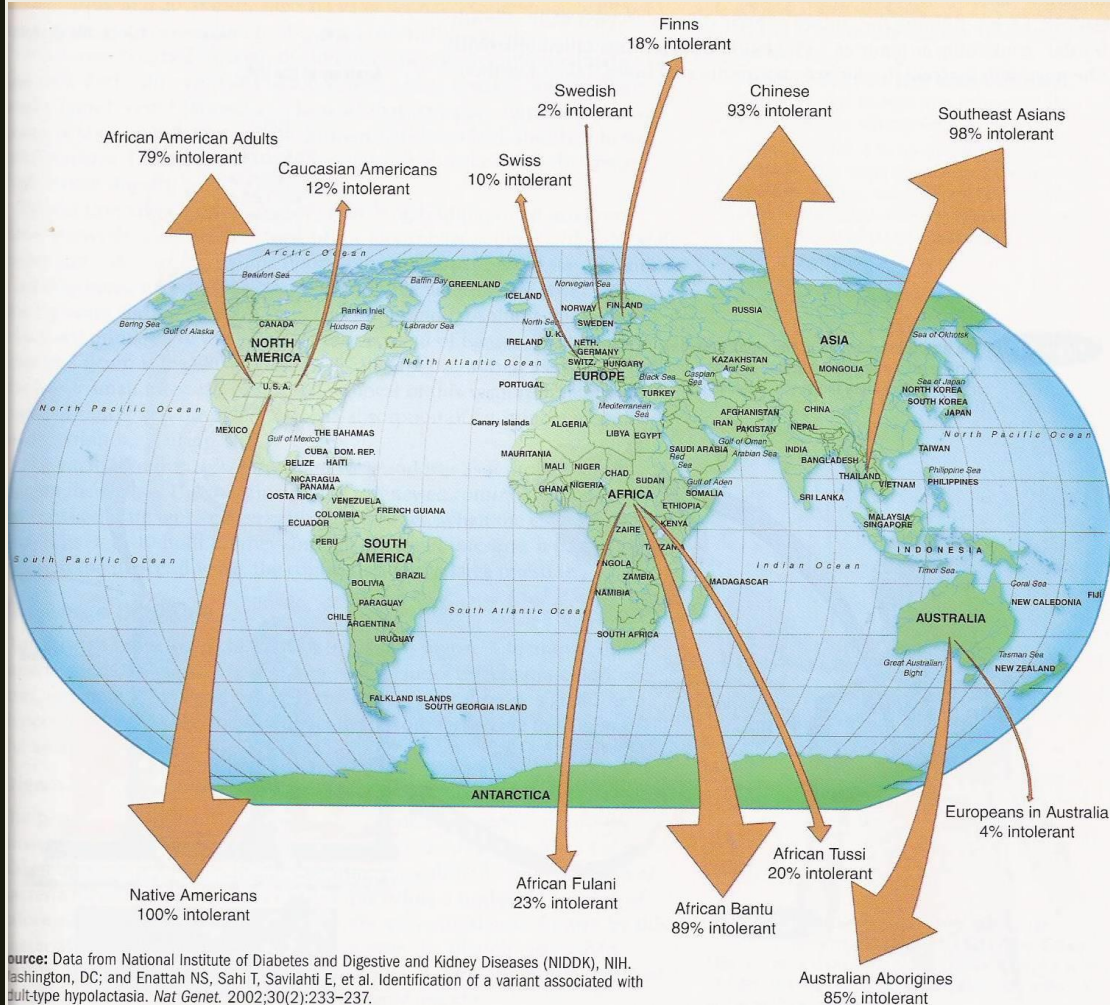 Finns
18% intolerant
Swedish
2% intolerant
Chinese
93% intolerant
Southeast Asians
98% intolerant
African American Adults
79% intolerant
Caucasian Americans
12% intolerant
Swiss
10% intolerant
Arctic Ocean
Beaufort Sea
Baffin Bay
GREENLAND
Norwegian Sea
ICELAND
NORWAY
FINLAND
RUSSIA
Bering Sea
Gulf of Alaska
CANADA
Rankin Inlet
Hudson Bay
Labrador Sea
North Sea
SWEDEN
Sea of Okhotsk
NORTH
AMERICA
U. K.
IRELAND
NETH.
GERMANY
SWITZ.
HUNGARY
ASIA
North Atlantic Ocean
EUROPE
KAZAKHSTAN
Aral Sea
MONGOLIA
U.S.A.
PORTUGAL
Black Sea
Caspian
Sea
TURKEY
Sea of Japan
NORTH KOREA
SOUTH KOREA
JAPAN
North Pacific Ocean
Mediterranean
Sea
AFGHANISTAN
IRAN
PAKISTAN
NEPAL
CHINA
North Pacific Ocean
MEXICO
Gulf of Mexico
THE BAHAMAS
Canary Islands
ALGERIA
LIBYA
EGYPT
Gulf of Oman
SAUDI ARABIA
Red
Sea
Arabian Sea
INDIA
BANGLADESH
TAIWAN
CUBA
DOM. REP.
BELIZE
HAITI
MAURITANIA
MALI
NIGER
CHAD
SUDAN
Gulf of Aden
THAILAND
VIETNAM
Philippine Sea
PHILIPPINES
NICARAGUA
PANAMA
COSTA RICA
VENEZUELA
GHANA
NIGERIA
AFRICA
SOMALIA
ETHIOPIA
SRI LANKA
COLOMBIA
FRENCH GUIANA
ECUADOR
ZAIRE
KENYA
MALAYSIA
SINGAPORE
PERU
SOUTH
AMERICA
TANZANIA
INDONESIA
South Pacific Ocean
Indian Ocean
BRAZIL
BOLIVIA
ANGOLA
ZAMBIA
MADAGASCAR
Timor Sea
Coral Sea
FIJI
NAMIBIA
NEW CALEDONIA
PARAGUAY
South Atlantic Ocean
CHILE
ARGENTINA
URUGUAY
SOUTH AFRICA
AUSTRALIA
Great Australian
Bight
Tasman Sea
NEW ZEALAND
FALKLAND ISLANDS
SOUTH GEORGIA ISLAND
ANTARCTICA
Europeans in Australia
4% intolerant
African Tussi
20% intolerant
African Fulani
23% intolerant
Native Americans
100% intolerant
African Bantu
89% intolerant
Australian Aborigines
85% intolerant
ource: Data from National Institute of Diabetes and Digestive and Kidney Diseases (NIDDK), NIH.
ashington, DC; and Enattah NS, Sahi T, Savilahti E, et al. Identification of a variant associated with
dult-type hypolactasia. Nat Genet. 2002;30(2):233–237.